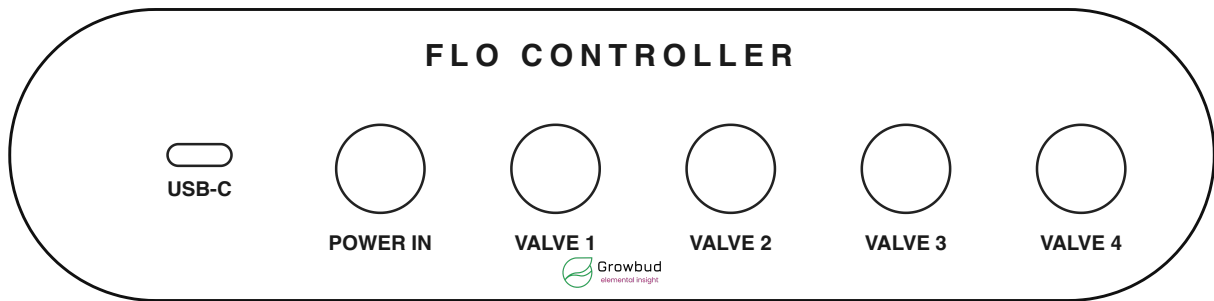 FLO CONTROLLER
USB-C
POWER IN
VALVE 1
VALVE 2
VALVE 3
VALVE 4
Growbud
elemental insight